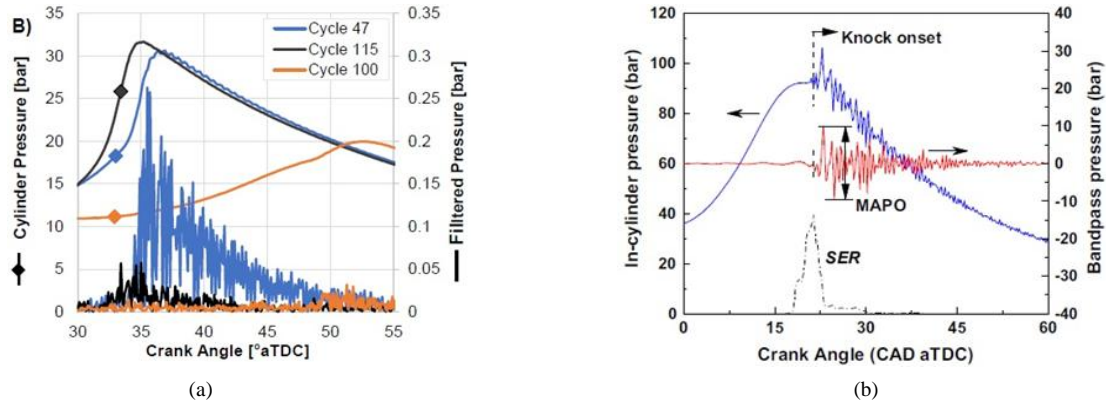 B)
35
30
25
20
15
10
5
0
Cylinder Pressure [bar]
Cycle 47
Cycle 115
Cycle 100
0.35
0.3
0.25
0.2
0.15
0.1
0.05
0
Filtered Pressure [bar]
30 35 40 45 50 55
Crank Angle [°aTDC]
(a)
120
100
80
60
40
20
0
In-cylinder pressure (bar)
Knock onset
MAPO
SER
40
30
20
10
0
-10
-20
-30
-40
Bandpass pressure (bar)
0 15 30 45 60
Crank Angle (CAD aTDC)
(b)